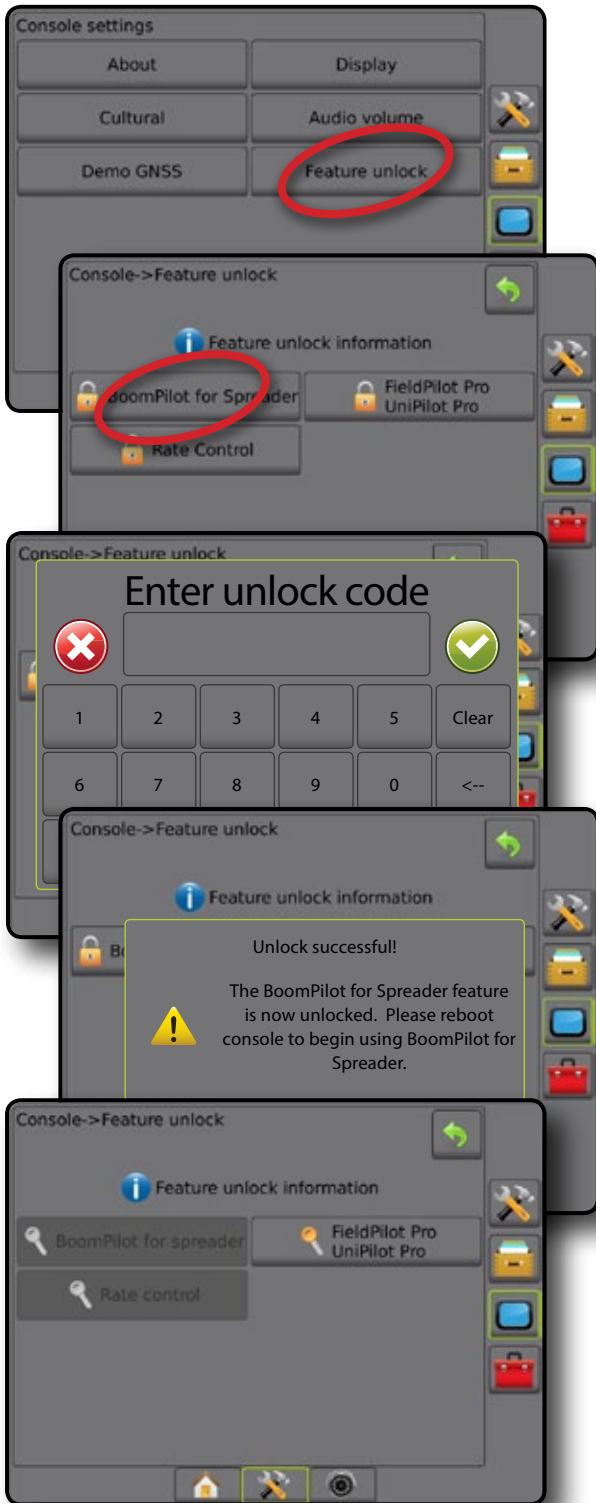 Console settings
About
Display
Cultural
Audio volume
Demo GNSS
Feature unlock
Console->Feature unlock
Feature unlock information
BoomPilot for Spreader
FieldPilot Pro
UniPilot Pro
Rate Control
Console->Feature unlock
Enter unlock code
1 2 3 4 5 Clear
6 7 8 9 0 <--
Console->Feature unlock
Feature unlock information
Unlock successful!
The BoomPilot for Spreader feature
is now unlocked. Please reboot
console to begin using BoomPilot for
Spreader.
Console->Feature unlock
Feature unlock information
BoomPilot for spreader
FieldPilot Pro
UniPilot Pro
Rate control